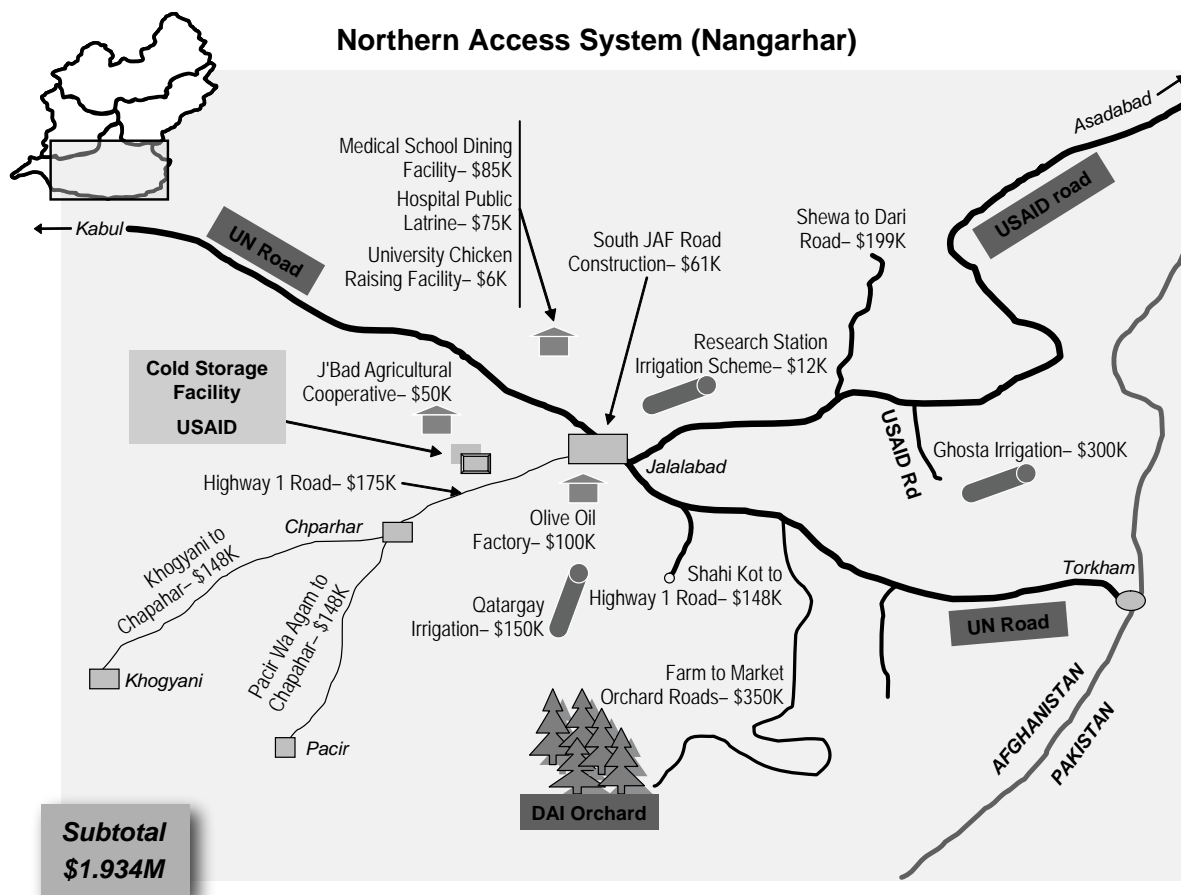 Northern Access System (Nangarhar)
Asadabad
Medical School Dining
Facility– $85K
Hospital Public
Latrine– $75K
University Chicken
Raising Facility– $6K
Kabul
UN Road
South JAF Road
Construction– $61K
Shewa to Dari
Road– $199K
USAID road
Cold Storage
Facility
USAID
J'Bad Agricultural
Cooperative– $50K
Research Station
Irrigation Scheme– $12K
USAID Rd
Ghosta Irrigation– $300K
Jalalabad
Highway 1 Road– $175K
Chparhar
Olive Oil
Factory– $100K
Khogyani to
Chapahar– $148K
Pacir Wa Agam to
Chapahar– $148K
Qatargay
Irrigation– $150K
Shahi Kot to
Highway 1 Road– $148K
Torkham
UN Road
Khogyani
Pacir
Farm to Market
Orchard Roads– $350K
AFGHANISTAN
PAKISTAN
DAI Orchard
Subtotal
$1.934M